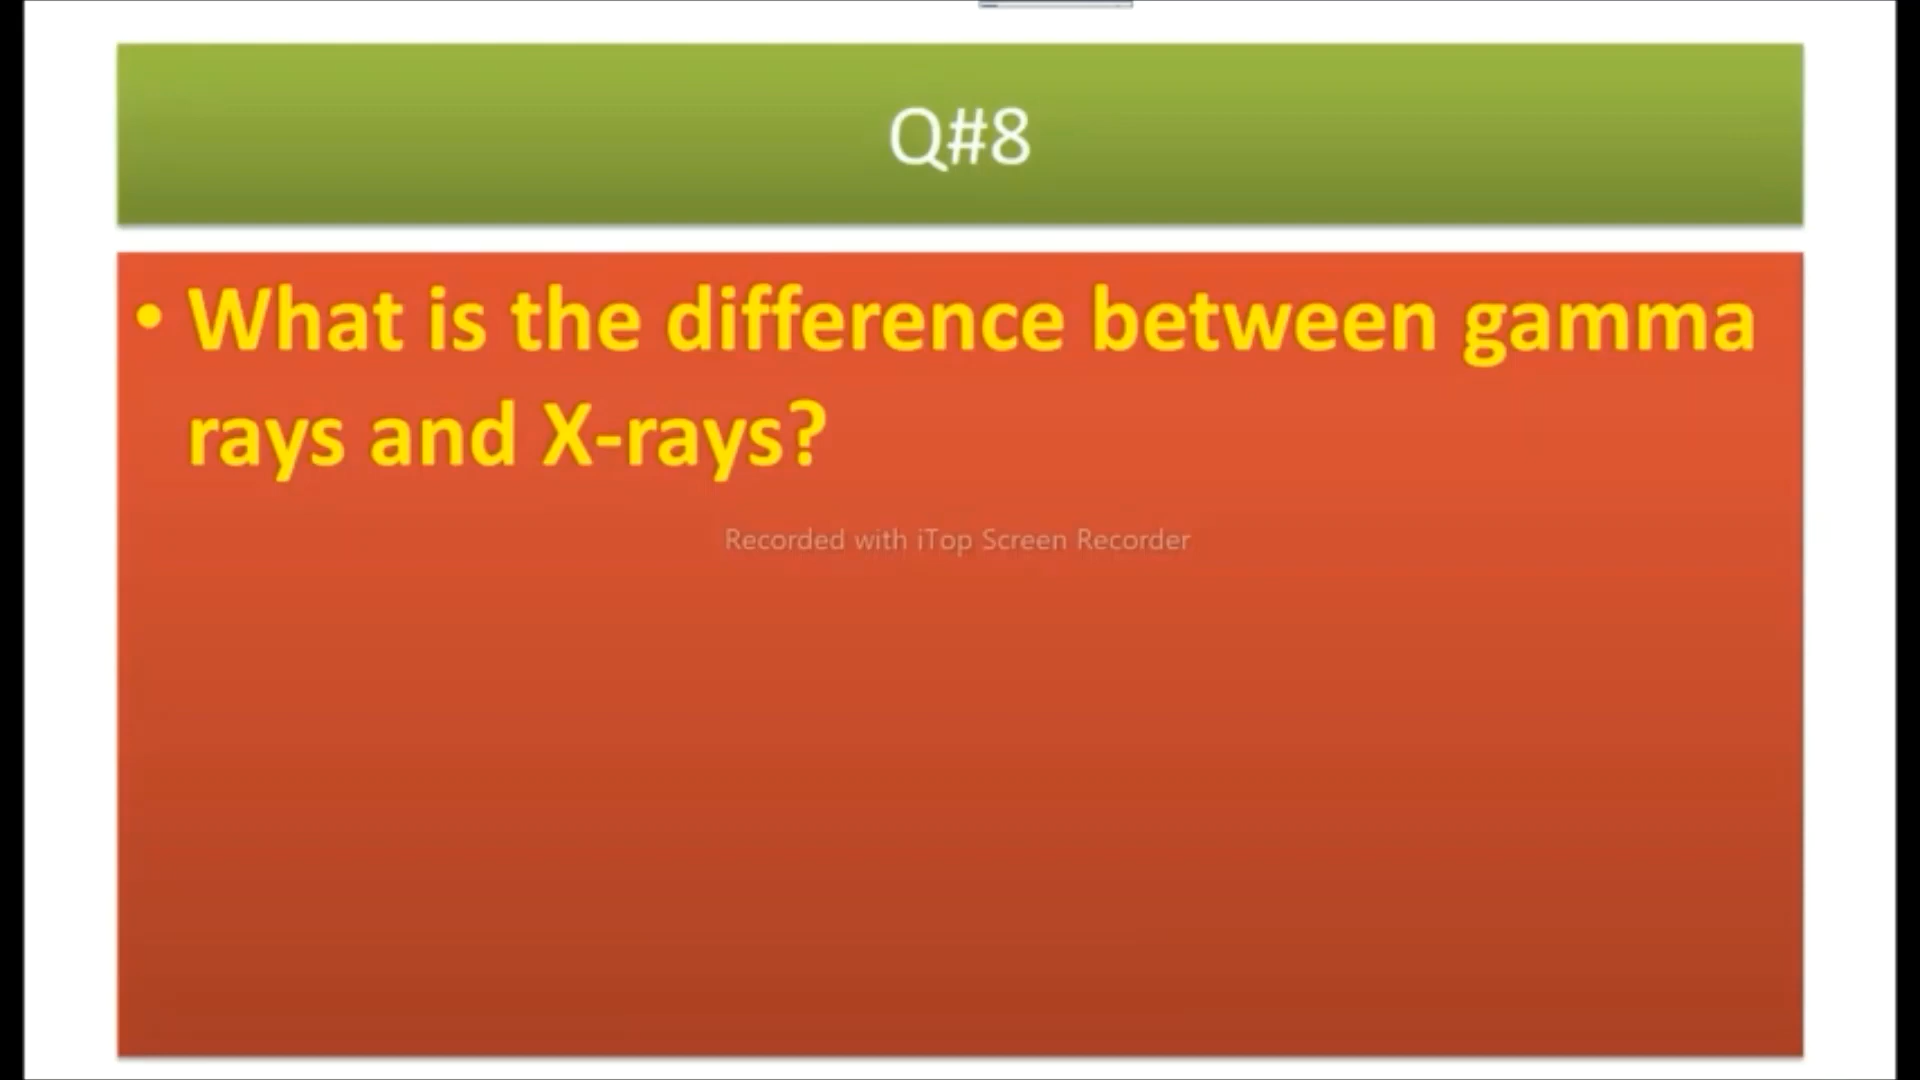 Q#8
• What is the difference between gamma
rays and X-rays?
Recorded with iTop Screen Recorder